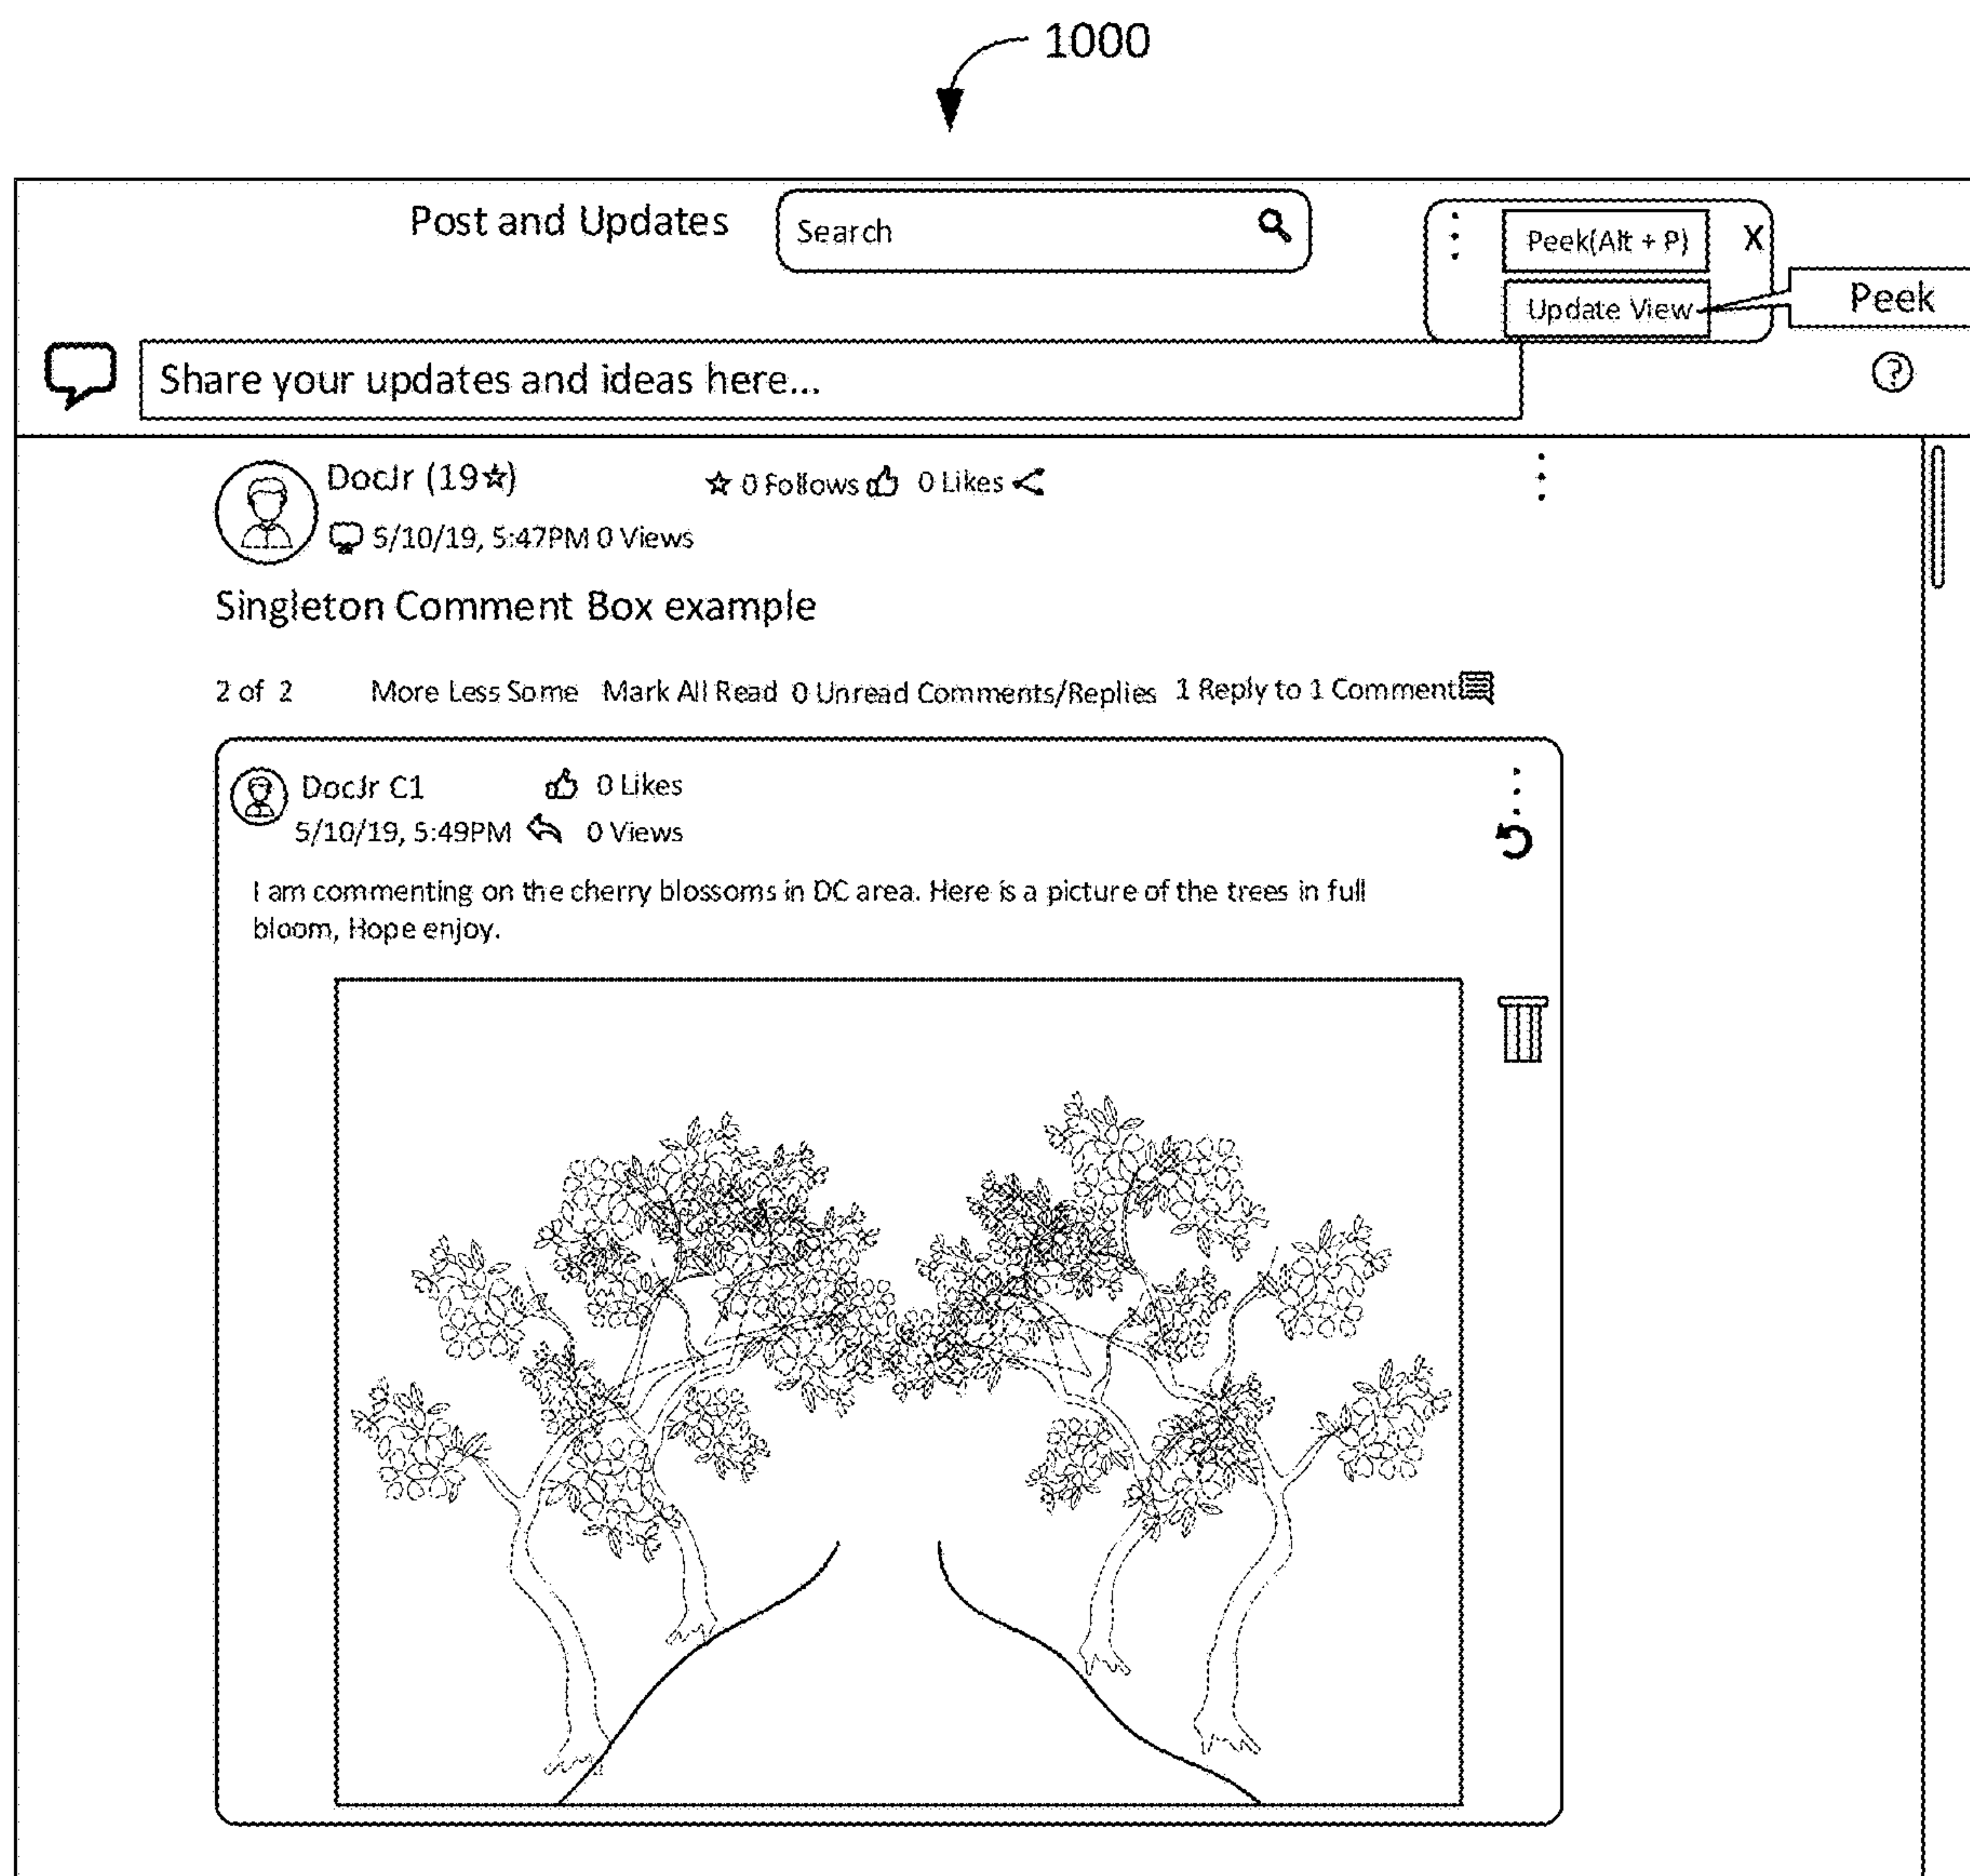 1000
Post and Updates
Search
Peek(Alt + P)
X
Update View
Peek
Share your updates and ideas here...
?
DocJr (19☆)
☆ 0 Follows 0 Likes
5/10/19, 5:47PM 0 Views
Singleton Comment Box example
2 of 2 More Less Some Mark All Read 0 Unread Comments/Replies 1 Reply to 1 Comment
DocJr C1 0 Likes
5/10/19, 5:49PM 0 Views
I am commenting on the cherry blossoms in DC area. Here is a picture of the trees in full
bloom, Hope enjoy.